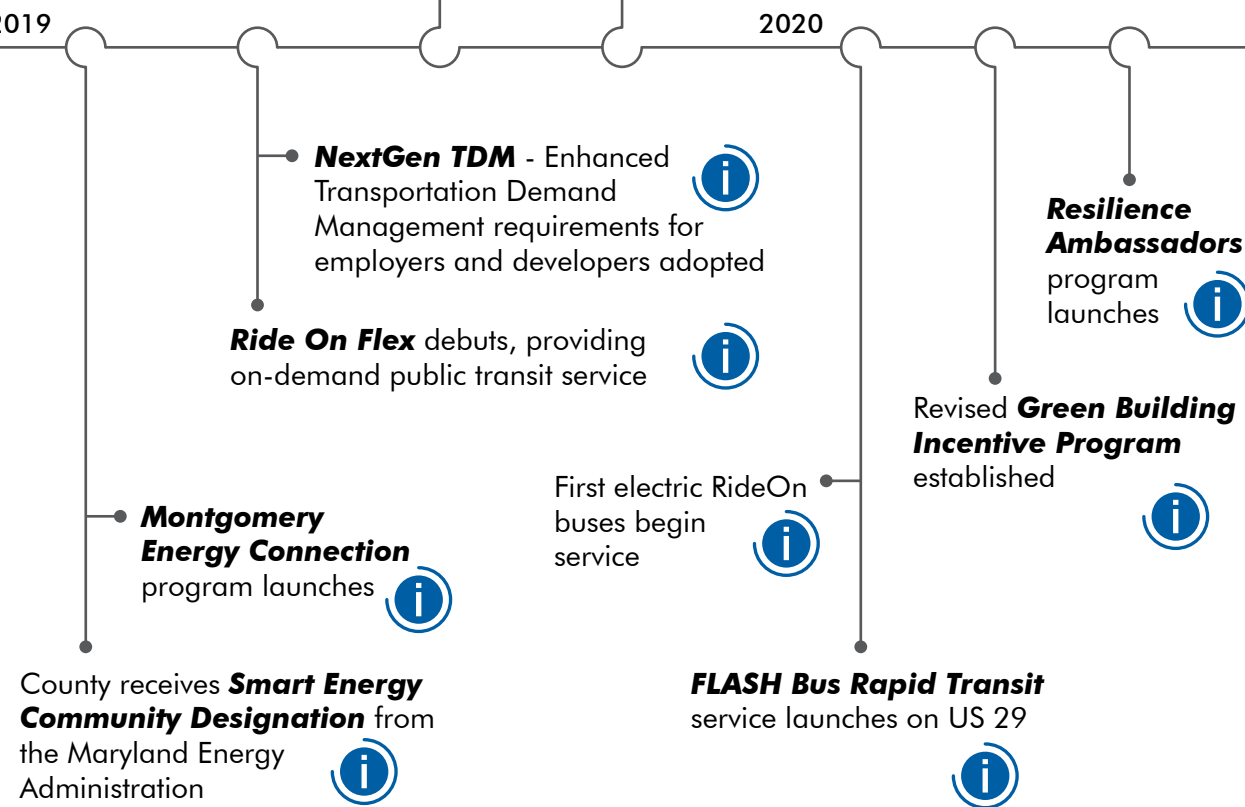 2019
2020
NextGen TDM - Enhanced
Transportation Demand
Management requirements for
employers and developers adopted
Ride On Flex debuts, providing
on-demand public transit service
Montgomery
Energy Connection
program launches
County receives Smart Energy
Community Designation from
the Maryland Energy
Administration
Resilience
Ambassadors
program
launches
Revised Green Building
Incentive Program
established
First electric RideOn
buses begin
service
FLASH Bus Rapid Transit
service launches on US 29